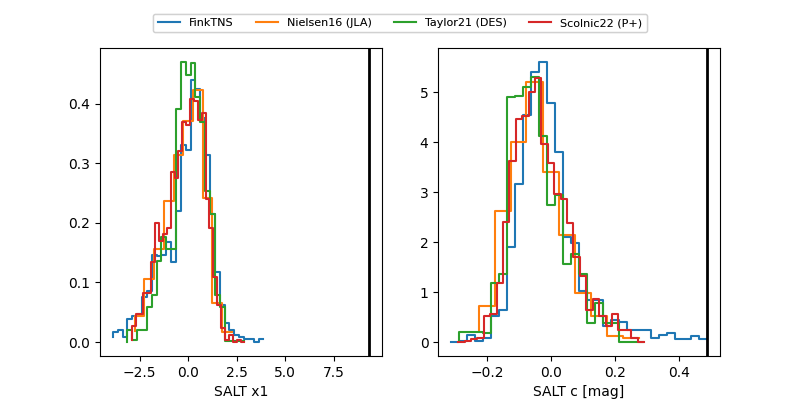 FinkTNS Nielsen16 (JLA) Taylor21 (DES) Scolnic22 (P+)
0.4
0.3
0.2
0.1
0.0
−2.5 0.0 2.5 5.0 7.5
SALT x1
5
4
3
2
1
0
−0.2 0.0 0.2 0.4
SALT c [mag]